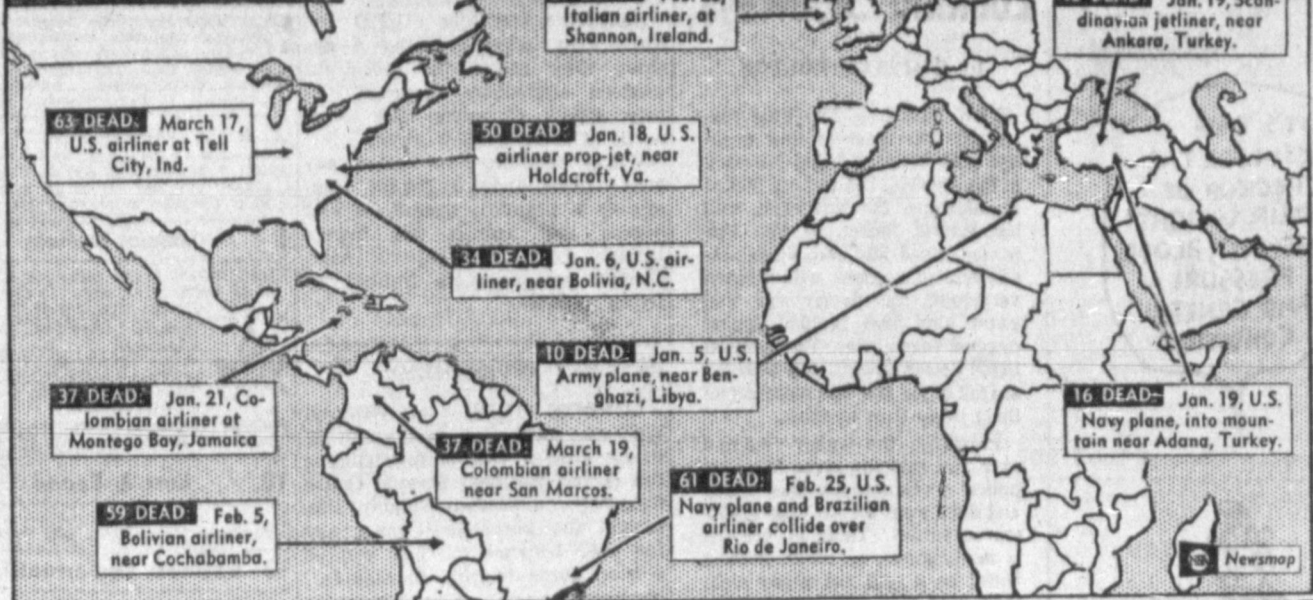 Italian airliner, at
Shannon, Ireland.
Jan. 19, Scan-
dinavian jetliner, near
Ankara, Turkey.
63 DEAD: March 17,
U.S. airliner at Tell
City, Ind.
50 DEAD: Jan. 18, U. S.
airliner prop-jet, near
Holdcroft, Va.
34 DEAD: Jan. 6, U.S. air-
liner, near Bolivia, N.C.
10 DEAD: Jan. 5, U.S.
Army plane, near Ben-
ghazi, Libya.
37 DEAD: Jan. 21, Co-
lombian airliner at
Montego Bay, Jamaica
16 DEAD: Jan. 19, U.S.
Navy plane, into moun-
tain near Adana, Turkey.
37 DEAD: March 19,
Colombian airliner
near San Marcos.
61 DEAD: Feb. 25, U.S.
Navy plane and Brazilian
airliner collide over
Rio de Janeiro.
59 DEAD: Feb. 5,
Bolivian airliner,
near Cochabamba.
Newsmap